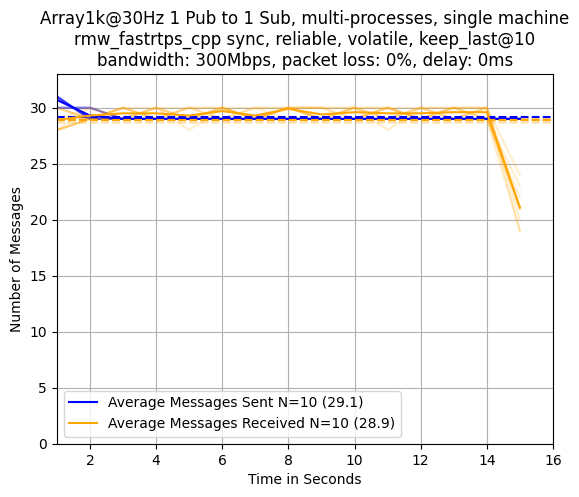 Array1k@30Hz 1 Pub to 1 Sub, multi-processes, single machine
rmw_fastrtps_cpp sync, reliable, volatile, keep_last@10
bandwidth: 300Mbps, packet loss: 0%, delay: 0ms
Number of Messages
30
25
20
15
10
5
0
Average Messages Sent N=10 (29.1)
Average Messages Received N=10 (28.9)
2 4 6 8 10 12 14 16
Time in Seconds